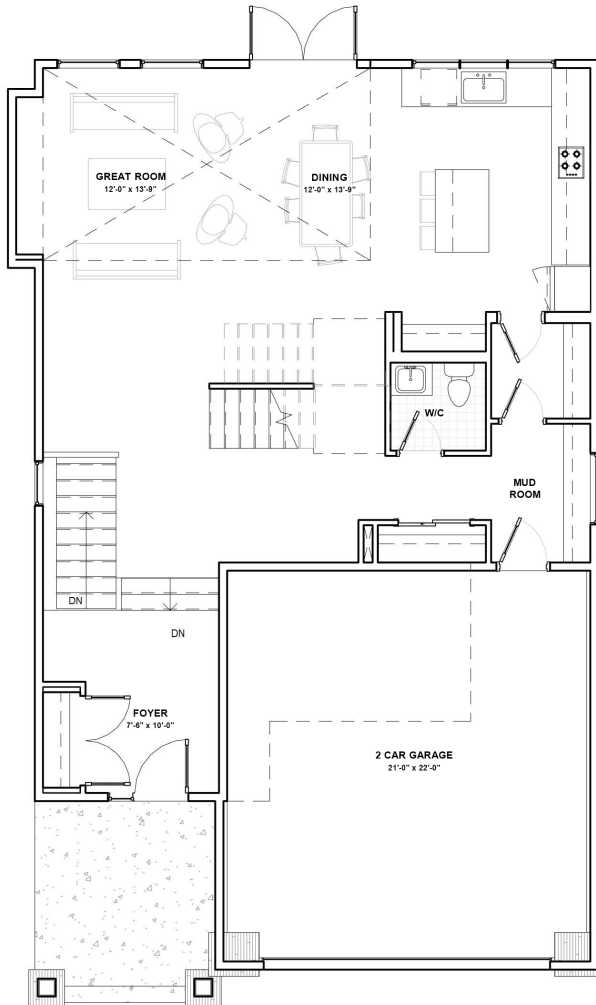 GREAT ROOM
12'-0" x 13'-9"
DINING
12'-0" x 13'-9"
W/C
MUD
ROOM
DN
DN
FOYER
7'-6" x 10'-0"
2 CAR GARAGE
21'-0" x 22'-0"